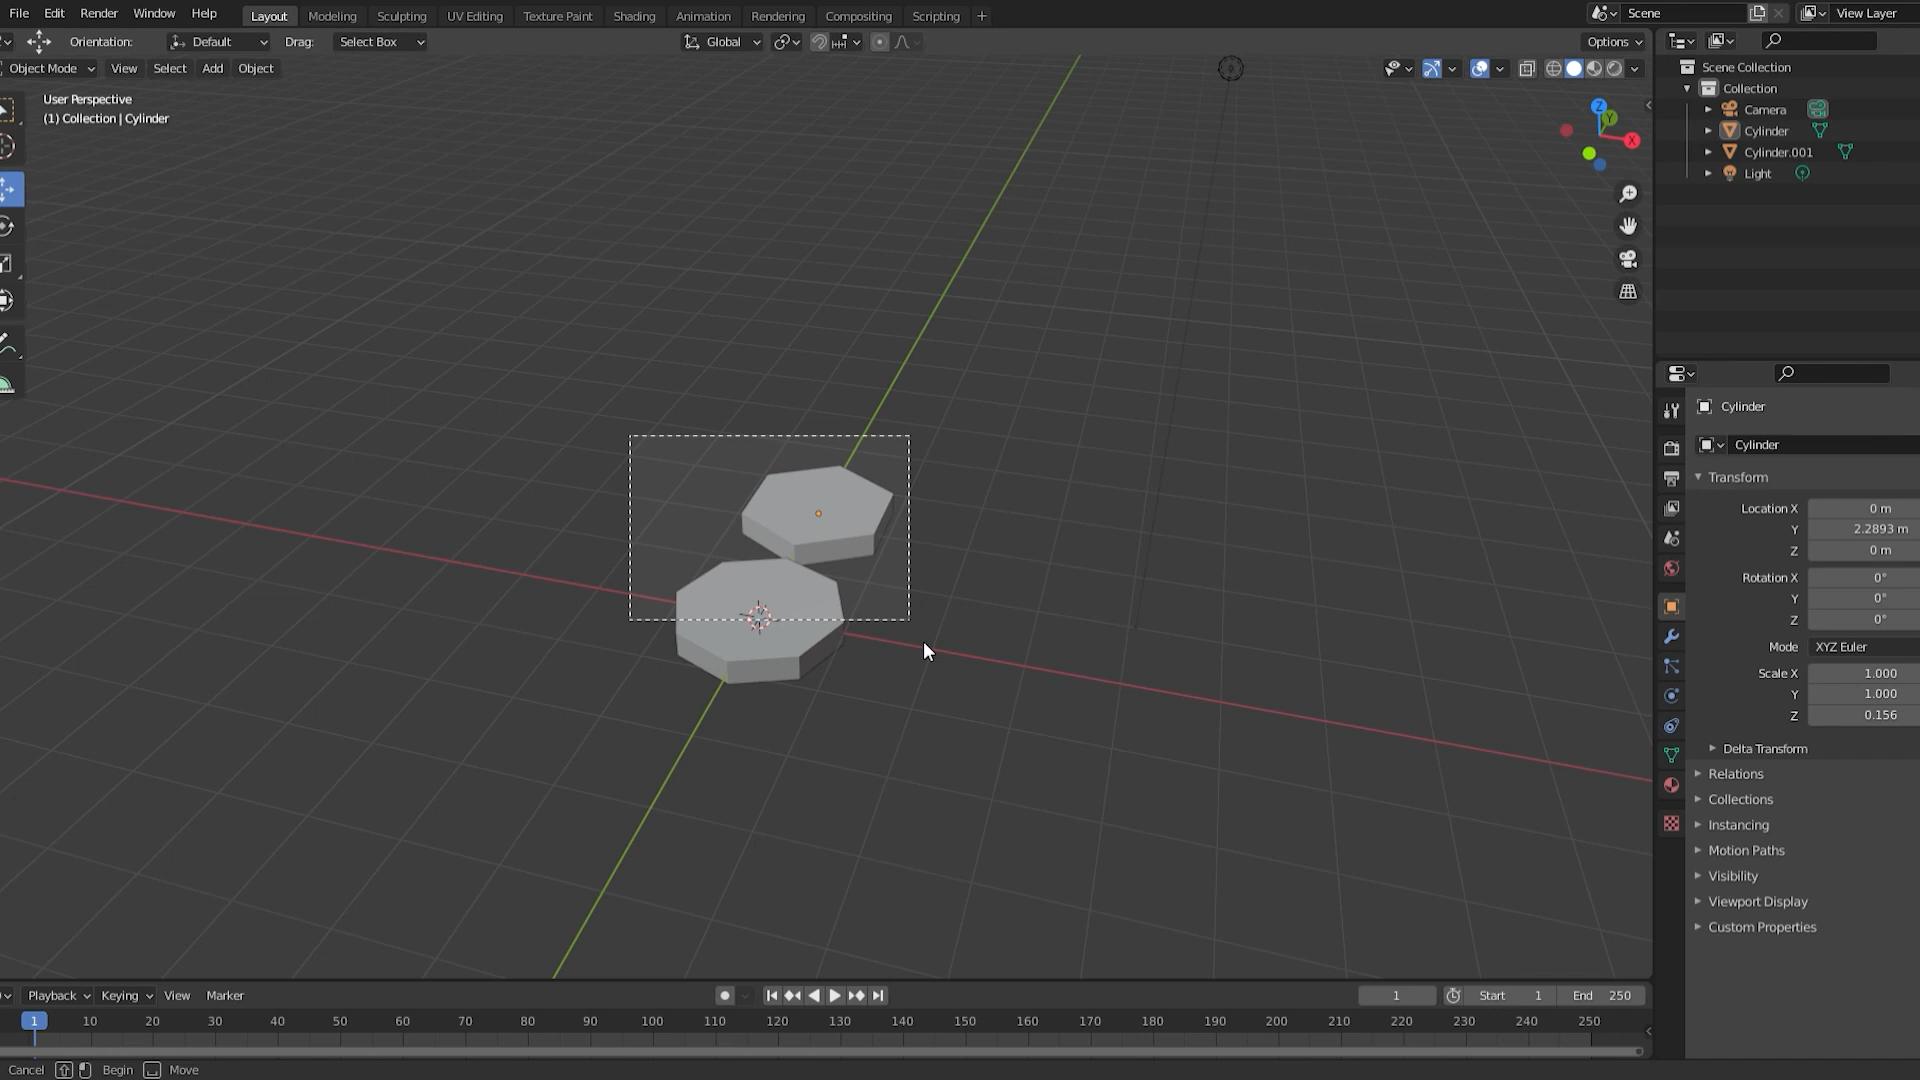 File Edit Render Window Help Layout Modeling Sculpting UV Editing Texture Paint Shading Animation Rendering Compositing Scripting + Scene View Layer
Orientation: Default Drag: Select Box Global Options
Object Mode View Select Add Object
User Perspective
(1) Collection | Cylinder
Z
Y
X
Scene Collection
Collection
Camera
Cylinder
Cylinder.001
Light
Cylinder
Cylinder
Transform
Location X 0 m
Y 2.2893 m
Z 0 m
Rotation X 0°
Y 0°
Z 0°
Mode XYZ Euler
Scale X 1.000
Y 1.000
Z 0.156
Delta Transform
Relations
Collections
Instancing
Motion Paths
Visibility
Viewport Display
Custom Properties
Playback Keying View Marker 1 Start 1 End 250
1 10 20 30 40 50 60 70 80 90 100 110 120 130 140 150 160 170 180 190 200 210 220 230 240 250
Cancel Begin Move